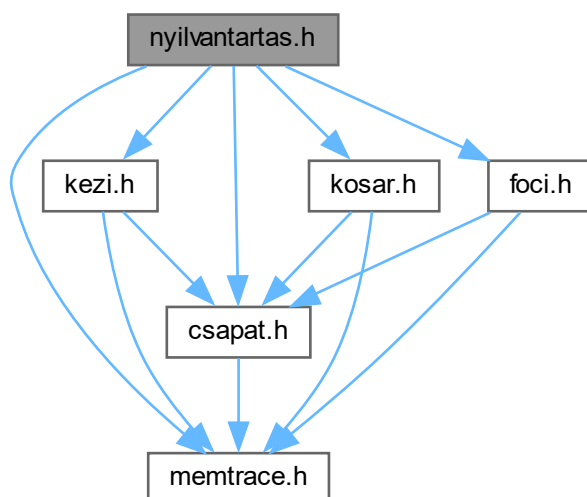 nyilvantartas.h
kezi.h
kosar.h
foci.h
csapat.h
memtrace.h